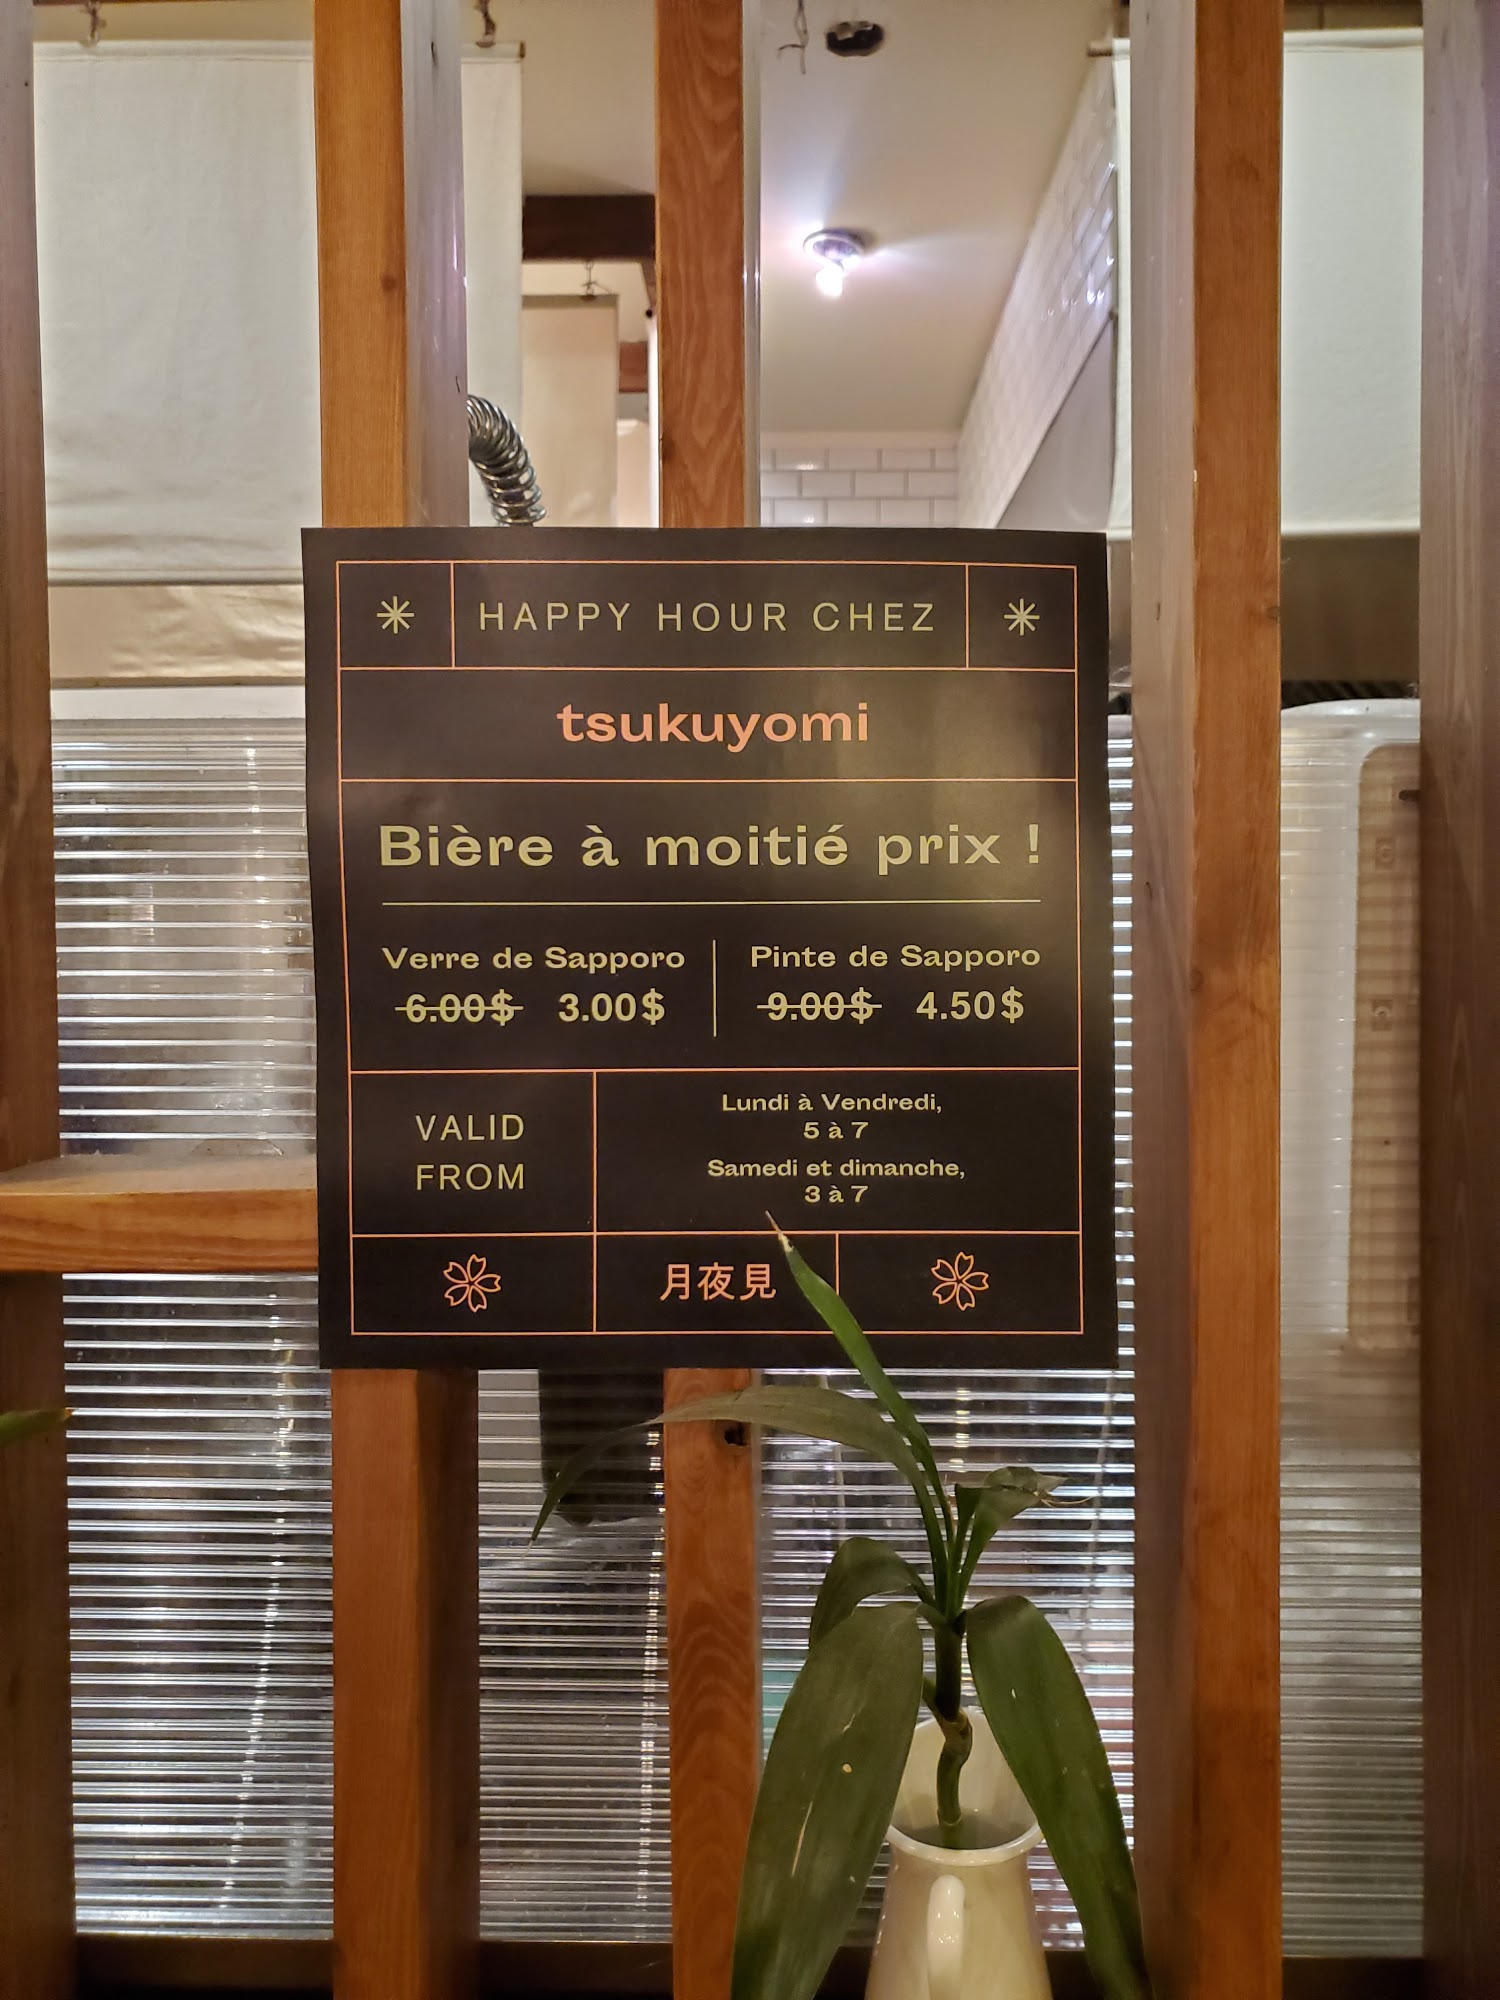 HAPPY HOUR CHEZ
tsukuyomi
Bière à moitié prix !
Verre de Sapporo
6.00$ 3.00$
Pinte de Sapporo
9.00$ 4.50$
VALID
FROM
Lundi à Vendredi,
5 à 7
Samedi et dimanche,
3 à 7
月夜見